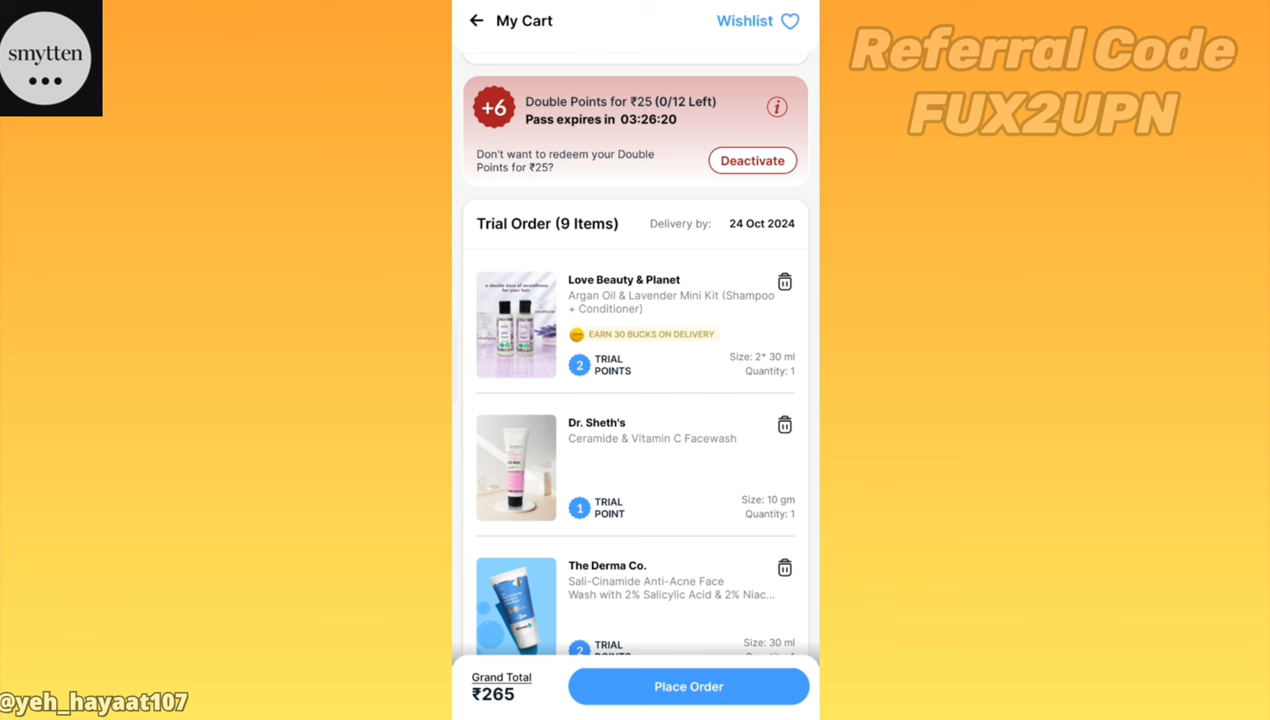 smytten
My Cart
Wishlist
Referral Code
FUX2UPN
+6
Double Points for ₹25 (0/12 Left)
Pass expires in 03:26:20
Don't want to redeem your Double
Points for ₹25?
Deactivate
Trial Order (9 Items)
Delivery by: 24 Oct 2024
Love Beauty & Planet
Argan Oil & Lavender Mini Kit (Shampoo
+ Conditioner)
EARN 30 BUCKS ON DELIVERY
2 TRIAL
POINTS
Size: 2* 30 ml
Quantity: 1
Dr. Sheth's
Ceramide & Vitamin C Facewash
1 TRIAL
POINT
Size: 10 gm
Quantity: 1
The Derma Co.
Sali-Cinamide Anti-Acne Face
Wash with 2% Salicylic Acid & 2% Niac...
2 TRIAL
Size: 30 ml
Grand Total
₹265
Place Order
@yeh_hayaat107